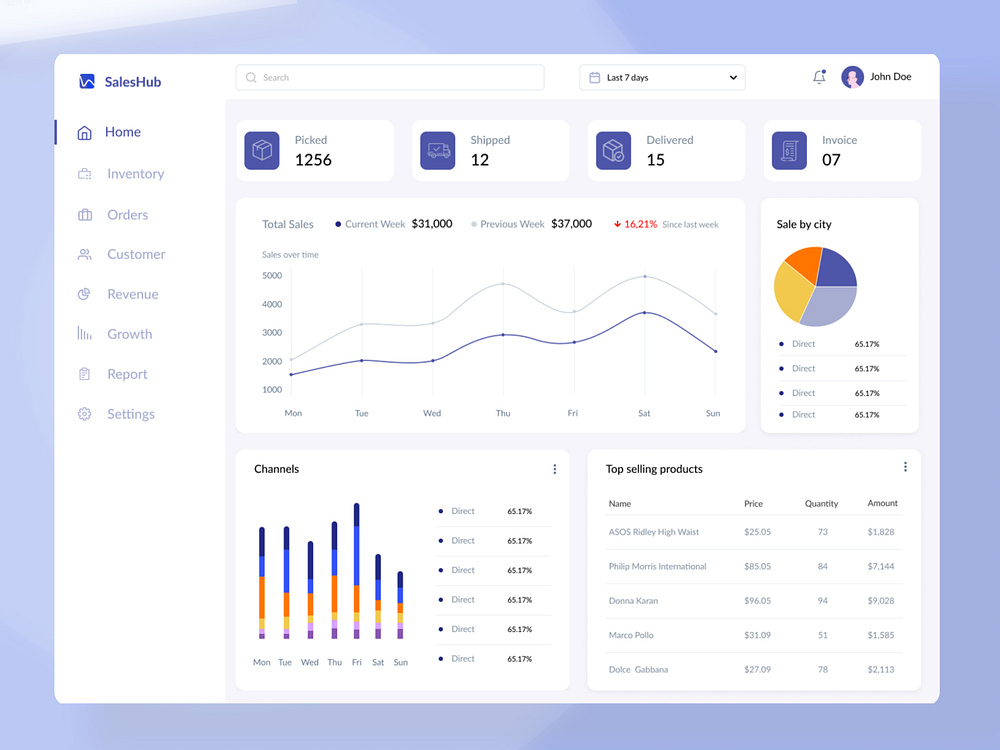 SalesHub
Search
Last 7 days
John Doe
Home
Inventory
Orders
Customer
Revenue
Growth
Report
Settings
Picked
1256
Shipped
12
Delivered
15
Invoice
07
Total Sales
Current Week $31,000
Previous Week $37,000
16,21% Since last week
Sales over time
5000
4000
3000
2000
1000
Mon Tue Wed Thu Fri Sat Sun
Sale by city
Direct 65.17%
Direct 65.17%
Direct 65.17%
Direct 65.17%
Channels
Mon Tue Wed Thu Fri Sat Sun
Direct 65.17%
Direct 65.17%
Direct 65.17%
Direct 65.17%
Direct 65.17%
Direct 65.17%
Top selling products
Name Price Quantity Amount
ASOS Ridley High Waist $25.05 73 $1,828
Philip Morris International $85.05 84 $7,144
Donna Karan $96.05 94 $9,028
Marco Pollo $31.09 51 $1,585
Dolce Gabbana $27.09 78 $2,113